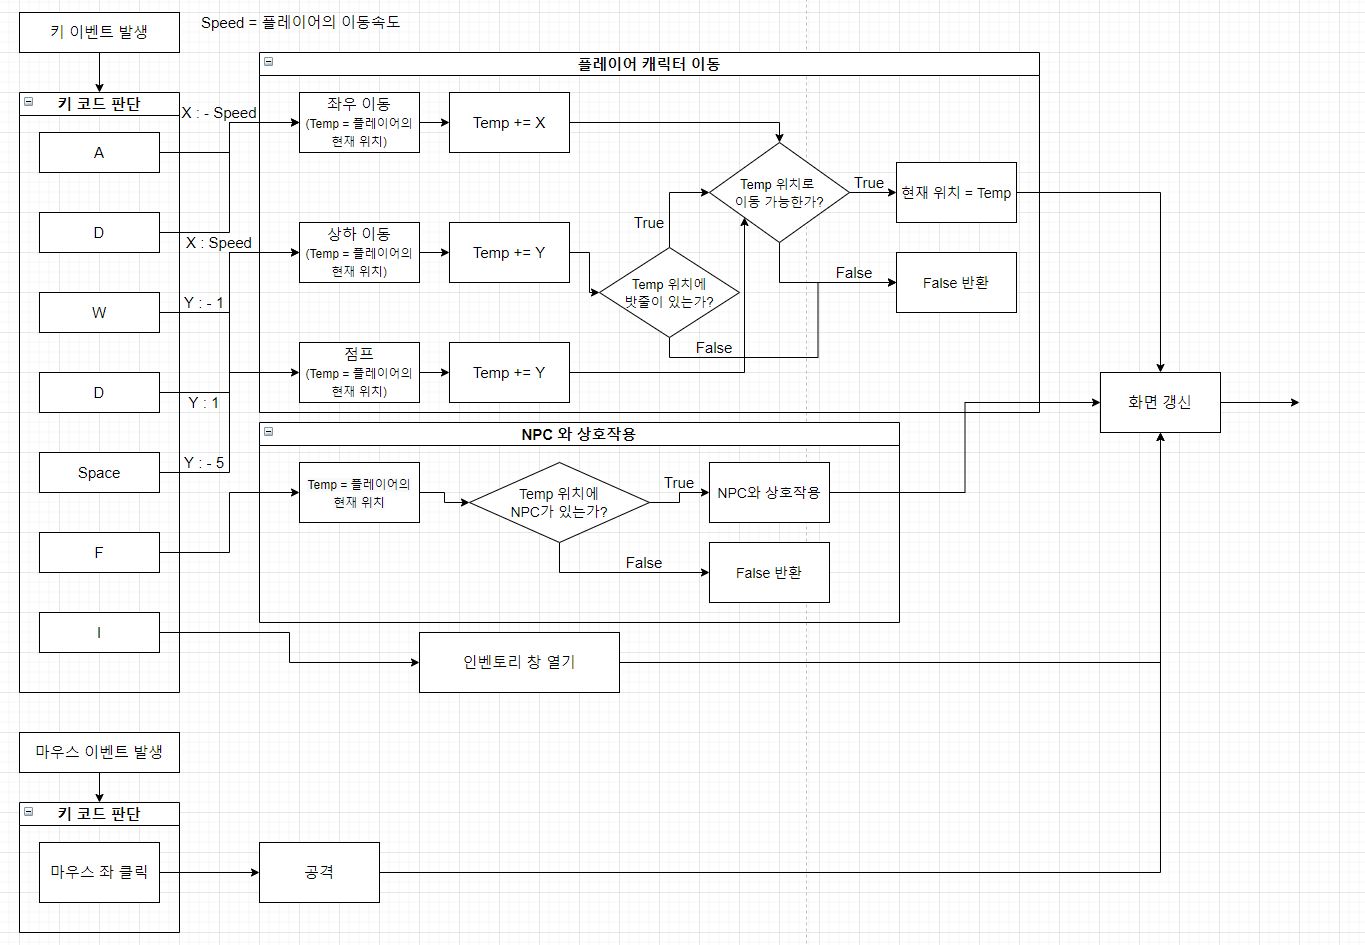 키 이벤트 발생
Speed = 플레이어의 이동속도
키 코드 판단
A
D
W
D
Space
F
I
X : - Speed
X : Speed
Y : - 1
Y : 1
Y : - 5
플레이어 캐릭터 이동
좌우 이동
(Temp = 플레이어의
현재 위치)
Temp += X
상하 이동
(Temp = 플레이어의
현재 위치)
Temp += Y
점프
(Temp = 플레이어의
현재 위치)
Temp += Y
Temp 위치에
밧줄이 있는가?
True
False
Temp 위치로
이동 가능한가?
True
현재 위치 = Temp
False
False 반환
NPC 와 상호작용
Temp = 플레이어의
현재 위치
Temp 위치에
NPC가 있는가?
True
NPC와 상호작용
False
False 반환
인벤토리 창 열기
화면 갱신
마우스 이벤트 발생
키 코드 판단
마우스 좌 클릭
공격